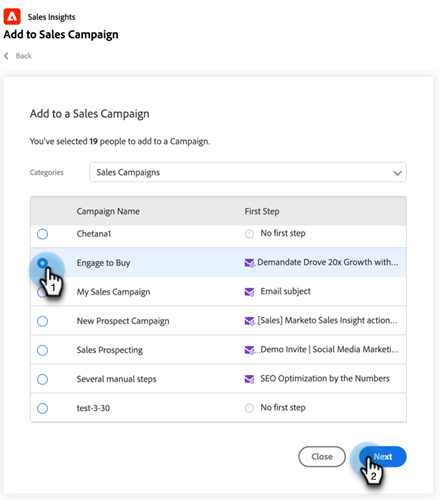 Sales Insights
Add to Sales Campaign
Back
Add to a Sales Campaign
You've selected 19 people to add to a Campaign.
Categories Sales Campaigns
Campaign Name First Step
Chetana1 No first step
Engage to Buy Demandate Drove 20x Growth with...
1
My Sales Campaign Email subject
New Prospect Campaign [Sales] Marketo Sales Insight action...
Sales Prospecting ...Demo Invite | Social Media Marketi...
Several manual steps SEO Optimization by the Numbers
test-3-30 No first step
Close Next
2